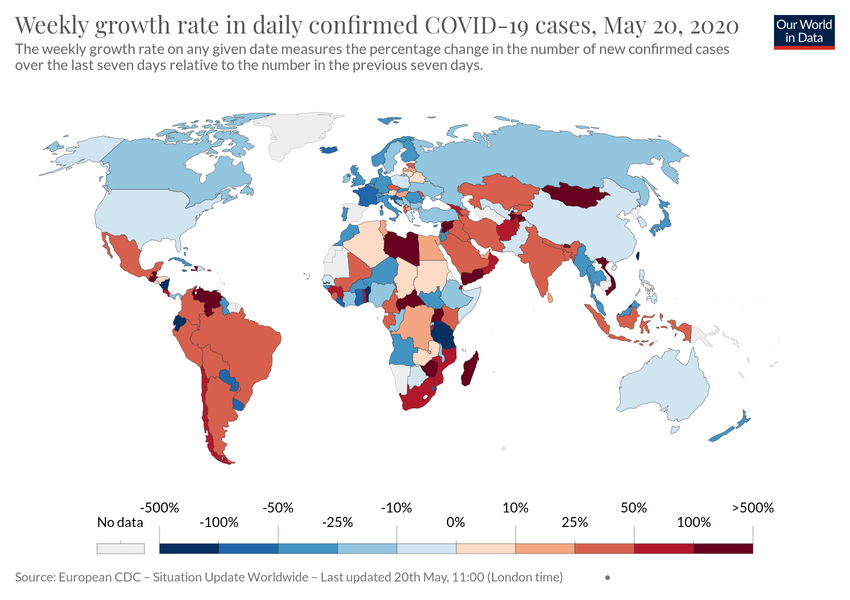 Weekly growth rate in daily confirmed COVID-19 cases, May 20, 2020
Our World
in Data
The weekly growth rate on any given date measures the percentage change in the number of new confirmed cases
over the last seven days relative to the number in the previous seven days.
-500% -50% -10% 10% 50% >500%
No data -100% -25% 0% 25% 100%
Source: European CDC – Situation Update Worldwide – Last updated 20th May, 11:00 (London time) •